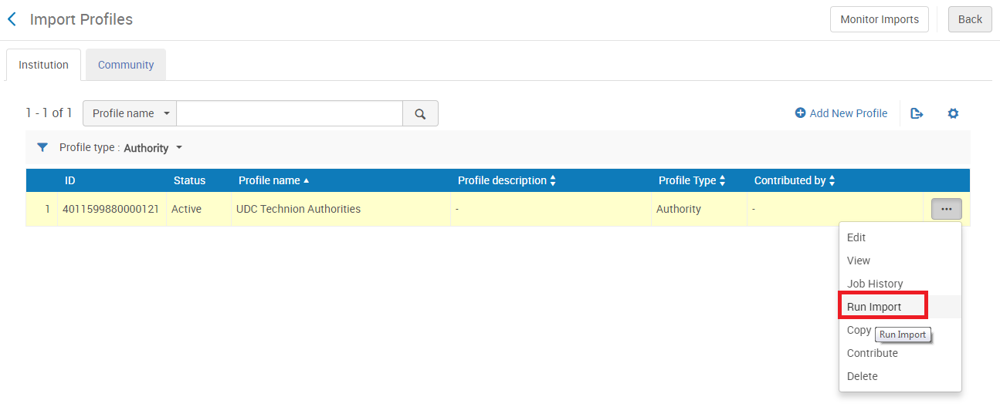 Import Profiles
Monitor Imports
Back
Institution
Community
1 - 1 of 1
Profile name
Add New Profile
Profile type : Authority
ID Status Profile name Profile description Profile Type Contributed by
1 4011599880000121 Active UDC Technion Authorities - Authority -
Edit
View
Job History
Run Import
Copy
Run Import
Contribute
Delete